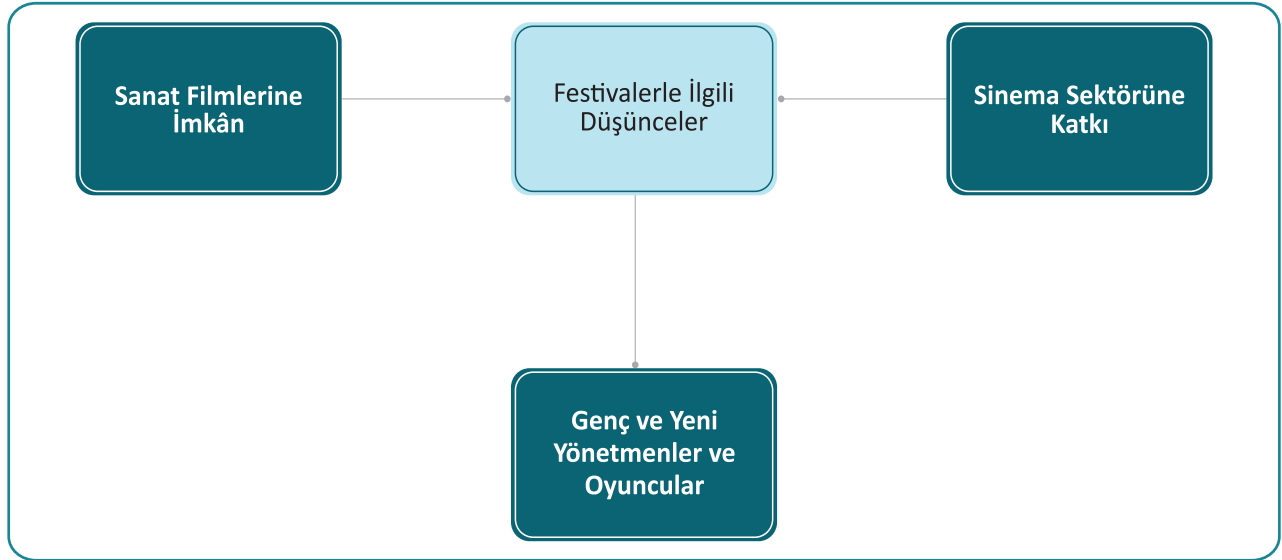 Sanat Filmlerine
İmkân
Festivalerle İlgili
Düşünceler
Sinema Sektörüne
Katkı
Genç ve Yeni
Yönetmenler ve
Oyuncular